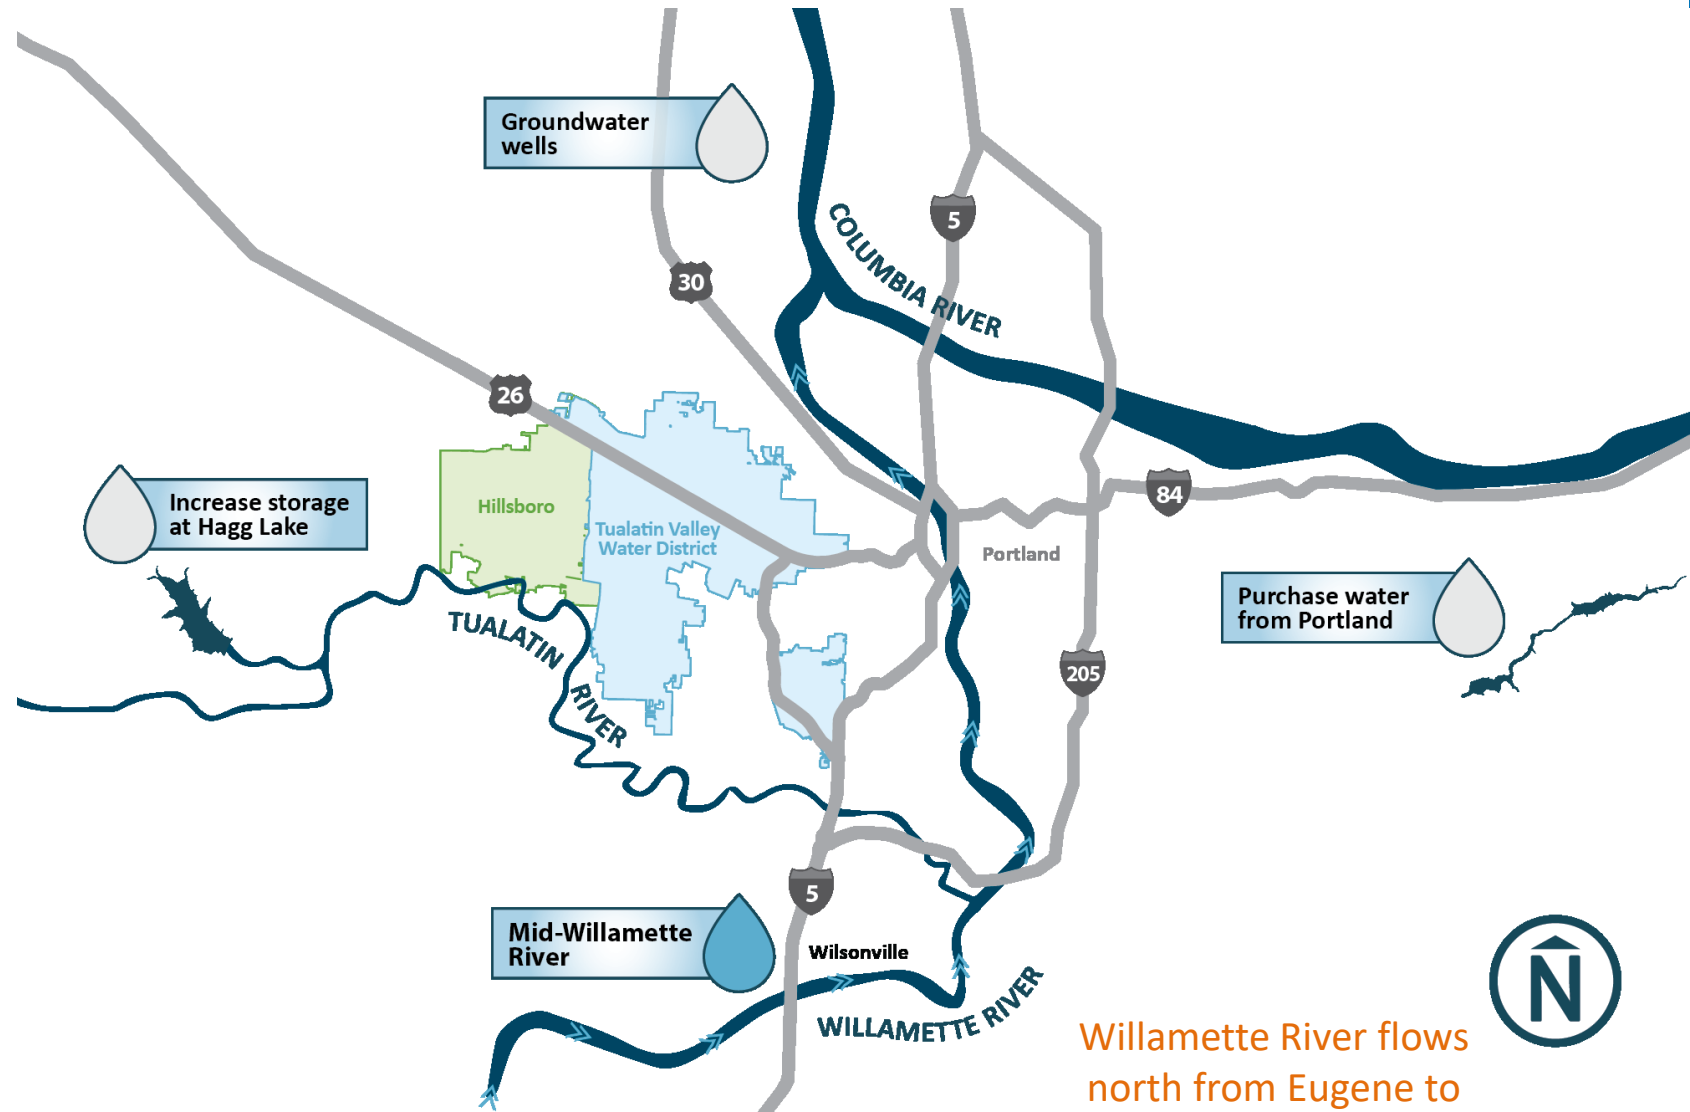 Groundwater
wells
5
COLUMBIA RIVER
30
26
Hillsboro
Increase storage
at Hagg Lake
Tualatin Valley
Water District
84
Portland
TUALATIN
RIVER
Purchase water
from Portland
205
5
Mid-Willamette
River
Wilsonville
WILLAMETTE RIVER
N
Willamette River flows
north from Eugene to